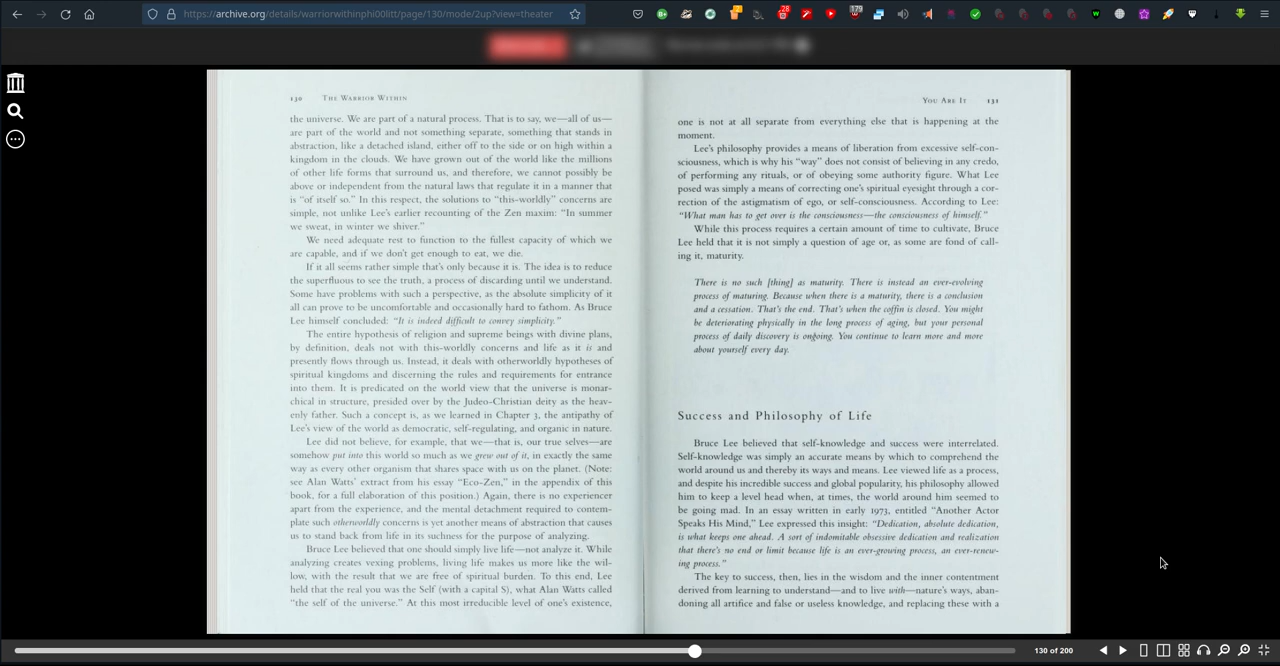 https://archive.org/details/warriorwithinphi00litt/page/130/mode/2up?view=theater
28
179
130 THE WARRIOR WITHIN
the universe. We are part of a natural process. That is to say, we—all of us—
are part of the world and not something separate, something that stands in
abstraction, like a detached island, either off to the side or on high within a
kingdom in the clouds. We have grown out of the world like the millions
of other life forms that surround us, and therefore, we cannot possibly be
above or independent from the natural laws that regulate it in a manner that
is “of itself so.” In this respect, the solutions to “this-worldly” concerns are
simple, not unlike Lee’s earlier recounting of the Zen maxim: “In summer
we sweat, in winter we shiver.”
We need adequate rest to function to the fullest capacity of which we
are capable, and if we don’t get enough to eat, we die.
If it all seems rather simple that’s only because it is. The idea is to reduce
the superfluous to see the truth, a process of discarding until we understand.
Some have problems with such a perspective, as the absolute simplicity of it
all can prove to be uncomfortable and occasionally hard to fathom. As Bruce
Lee himself concluded: “It is indeed difficult to convey simplicity.”
The entire hypothesis of religion and supreme beings with divine plans,
by definition, deals not with this-worldly concerns and life as it is and
presently flows through us. Instead, it deals with otherworldly hypotheses of
spiritual kingdoms and discerning the rules and requirements for entrance
into them. It is predicated on the world view that the universe is monar-
chical in structure, presided over by the Judeo-Christian deity as the heav-
enly father. Such a concept is, as we learned in Chapter 3, the antipathy of
Lee’s view of the world as democratic, self-regulating, and organic in nature.
Lee did not believe, for example, that we—that is, our true selves—are
somehow put into this world so much as we grew out of it, in exactly the same
way as every other organism that shares space with us on the planet. (Note:
see Alan Watts’ extract from his essay “Eco-Zen,” in the appendix of this
book, for a full elaboration of this position.) Again, there is no experiencer
apart from the experience, and the mental detachment required to contem-
plate such otherworldly concerns is yet another means of abstraction that causes
us to stand back from life in its suchness for the purpose of analyzing.
Bruce Lee believed that one should simply live life—not analyze it. While
analyzing creates vexing problems, living life makes us more like the wil-
low, with the result that we are free of spiritual burden. To this end, Lee
held that the real you was the Self (with a capital S), what Alan Watts called
“the self of the universe.” At this most irreducible level of one’s existence,
YOU ARE IT 131
one is not at all separate from everything else that is happening at the
moment.
Lee’s philosophy provides a means of liberation from excessive self-con-
sciousness, which is why his “way” does not consist of believing in any credo,
of performing any rituals, or of obeying some authority figure. What Lee
posed was simply a means of correcting one’s spiritual eyesight through a cor-
rection of the astigmatism of ego, or self-consciousness. According to Lee:
“What man has to get over is the consciousness—the consciousness of himself.”
While this process requires a certain amount of time to cultivate, Bruce
Lee held that it is not simply a question of age or, as some are fond of call-
ing it, maturity.
There is no such [thing] as maturity. There is instead an ever-evolving
process of maturing. Because when there is a maturity, there is a conclusion
and a cessation. That’s the end. That’s when the coffin is closed. You might
be deteriorating physically in the long process of aging, but your personal
process of daily discovery is ongoing. You continue to learn more and more
about yourself every day.
Success and Philosophy of Life
Bruce Lee believed that self-knowledge and success were interrelated.
Self-knowledge was simply an accurate means by which to comprehend the
world around us and thereby its ways and means. Lee viewed life as a process,
and despite his incredible success and global popularity, his philosophy allowed
him to keep a level head when, at times, the world around him seemed to
be going mad. In an essay written in early 1973, entitled “Another Actor
Speaks His Mind,” Lee expressed this insight: “Dedication, absolute dedication,
is what keeps one ahead. A sort of indomitable obsessive dedication and realization
that there’s no end or limit because life is an ever-growing process, an ever-renew-
ing process.”
The key to success, then, lies in the wisdom and the inner contentment
derived from learning to understand—and to live with—nature’s ways, aban-
doning all artifice and false or useless knowledge, and replacing these with a
130 of 200